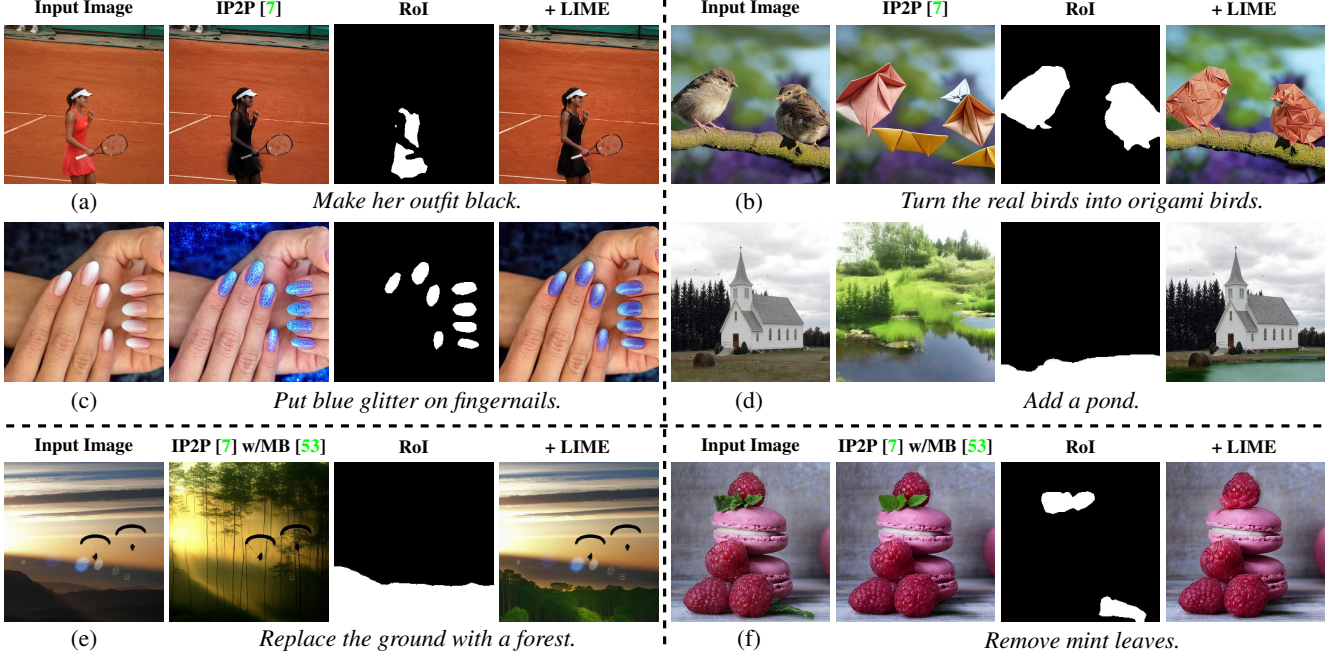 Input Image IP2P [7] RoI + LIME
Input Image IP2P [7] RoI + LIME
(a) Make her outfit black.
(b) Turn the real birds into origami birds.
(c) Put blue glitter on fingernails.
(d) Add a pond.
Input Image IP2P [7] w/MB [53] RoI + LIME
Input Image IP2P [7] w/MB [53] RoI + LIME
(e) Replace the ground with a forest.
(f) Remove mint leaves.